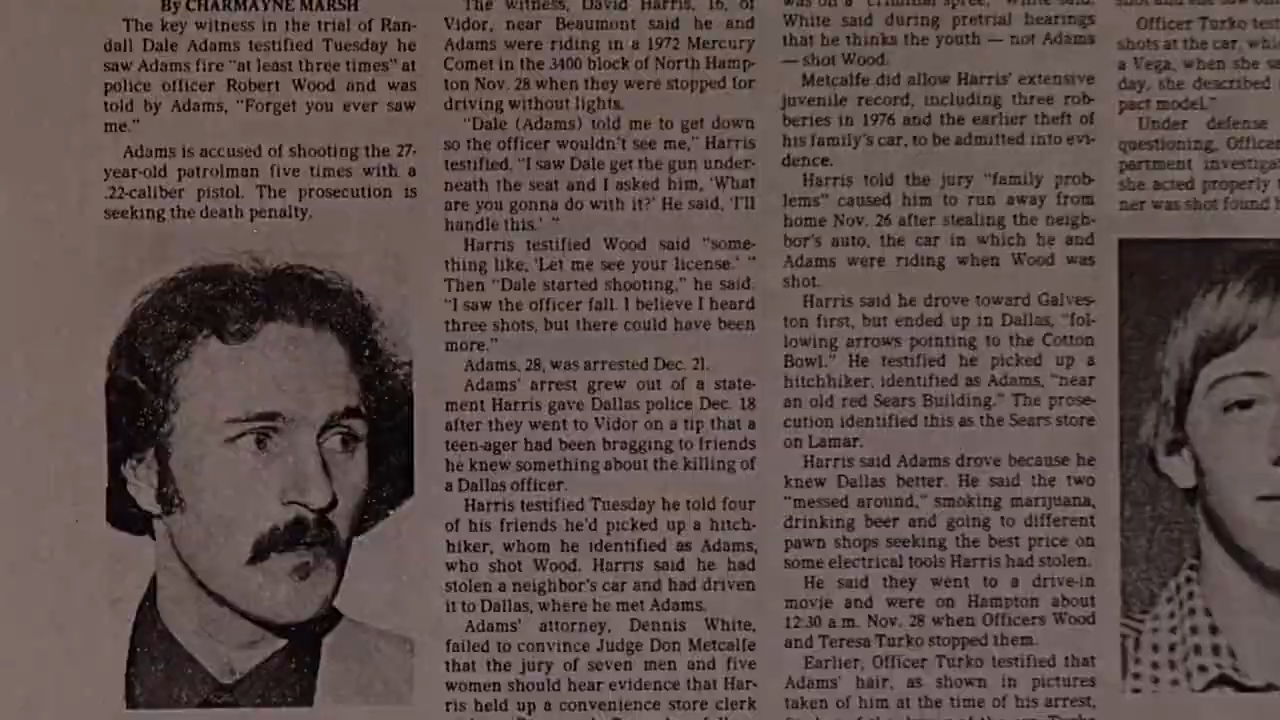 By CHARMAYNE MARSH
The key witness in the trial of Ran-
dall Dale Adams testified Tuesday he
saw Adams fire "at least three times" at
police officer Robert Wood and was
told by Adams, "Forget you ever saw
me."
Adams is accused of shooting the 27-
year-old patrolman five times with a
.22-caliber pistol. The prosecution is
seeking the death penalty.
The witness, David Harris, 16, of
Vidor, near Beaumont said he and
Adams were riding in a 1972 Mercury
Comet in the 3400 block of North Hamp-
ton Nov. 28 when they were stopped for
driving without lights.
"Dale (Adams) told me to get down
so the officer wouldn't see me," Harris
testified. "I saw Dale get the gun under-
neath the seat and I asked him, 'What
are you gonna do with it?' He said, 'I'll
handle this.' "
Harris testified Wood said "some-
thing like, 'Let me see your license.' "
Then "Dale started shooting," he said.
"I saw the officer fall. I believe I heard
three shots, but there could have been
more."
Adams, 28, was arrested Dec. 21.
Adams' arrest grew out of a state-
ment Harris gave Dallas police Dec. 18
after they went to Vidor on a tip that a
teen-ager had been bragging to friends
he knew something about the killing of
a Dallas officer.
Harris testified Tuesday he told four
of his friends he'd picked up a hitch-
hiker, whom he identified as Adams,
who shot Wood. Harris said he had
stolen a neighbor's car and had driven
it to Dallas, where he met Adams.
Adams' attorney, Dennis White,
failed to convince Judge Don Metcalfe
that the jury of seven men and five
women should hear evidence that Har-
ris held up a convenience store clerk
was on a "criminal spree," White said.
White said during pretrial hearings
that he thinks the youth — not Adams
— shot Wood.
Metcalfe did allow Harris' extensive
juvenile record, including three rob-
beries in 1976 and the earlier theft of
his family's car, to be admitted into evi-
dence.
Harris told the jury "family prob-
lems" caused him to run away from
home Nov. 26 after stealing the neigh-
bor's auto, the car in which he and
Adams were riding when Wood was
shot.
Harris said he drove toward Galves-
ton first, but ended up in Dallas, "fol-
lowing arrows pointing to the Cotton
Bowl." He testified he picked up a
hitchhiker, identified as Adams, "near
an old red Sears Building." The prose-
cution identified this as the Sears store
on Lamar.
Harris said Adams drove because he
knew Dallas better. He said the two
"messed around," smoking marijuana,
drinking beer and going to different
pawn shops seeking the best price on
some electrical tools Harris had stolen.
He said they went to a drive-in
movie and were on Hampton about
12:30 a.m. Nov. 28 when Officers Wood
and Teresa Turko stopped them.
Earlier, Officer Turko testified that
Adams' hair, as shown in pictures
taken of him at the time of his arrest,
Officer Turko
shots at the car,
a Vega, when she
day, she described
pact model."
Under defense
questioning, Officer
partment
she acted properly
ner was shot found